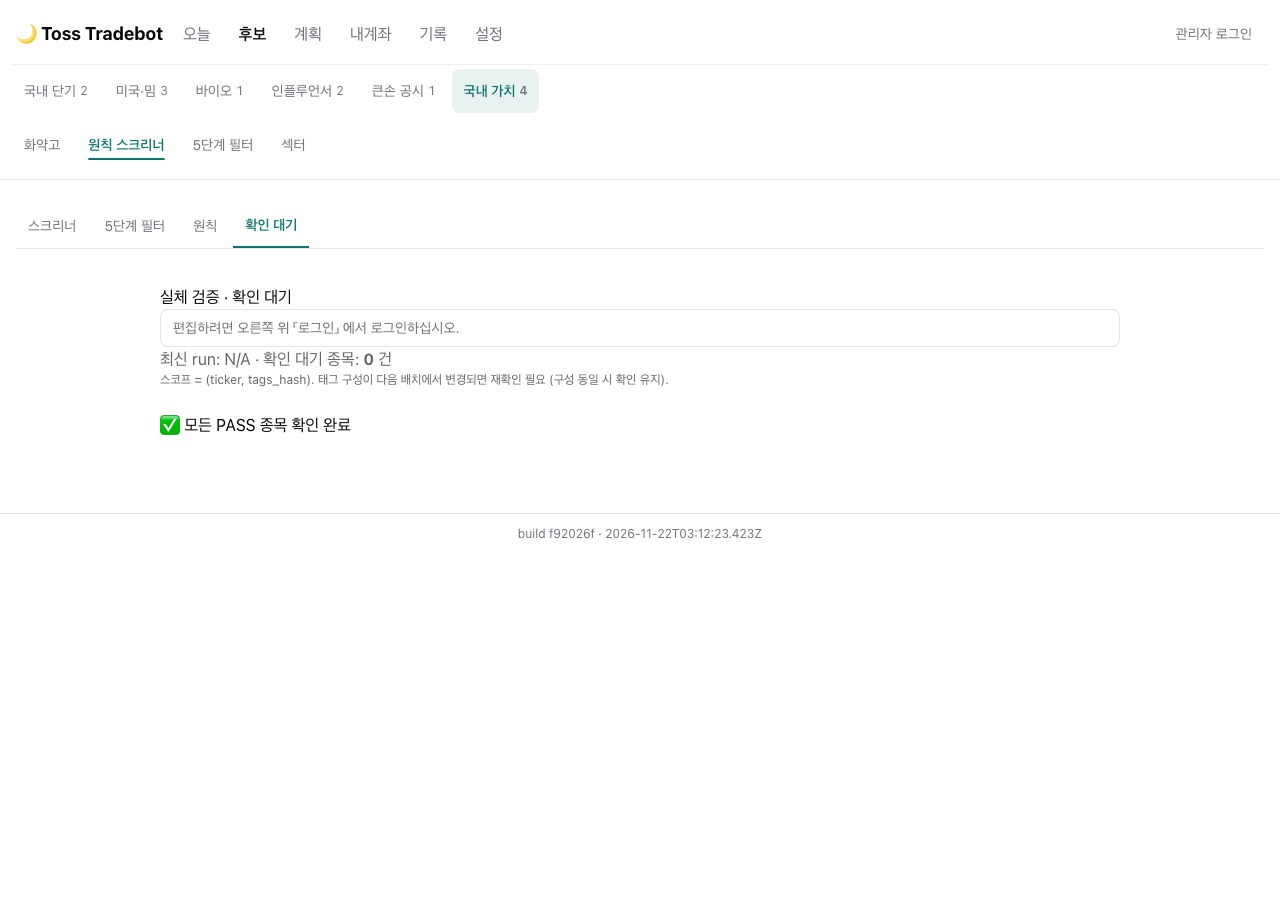 🌙 Toss Tradebot 오늘 후보 계획 내계좌 기록 설정 관리자 로그인
국내 단기 2 미국·밈 3 바이오 1 인플루언서 2 큰손 공시 1 국내 가치 4
화약고 원칙 스크리너 5단계 필터 섹터
스크리너 5단계 필터 원칙 확인 대기
실체 검증 · 확인 대기
편집하려면 오른쪽 위 「로그인」 에서 로그인하십시오.
최신 run: N/A · 확인 대기 종목: 0 건
스코프 = (ticker, tags_hash). 태그 구성이 다음 배치에서 변경되면 재확인 필요 (구성 동일 시 확인 유지).
✅ 모든 PASS 종목 확인 완료
build f92026f · 2026-11-22T03:12:23.423Z